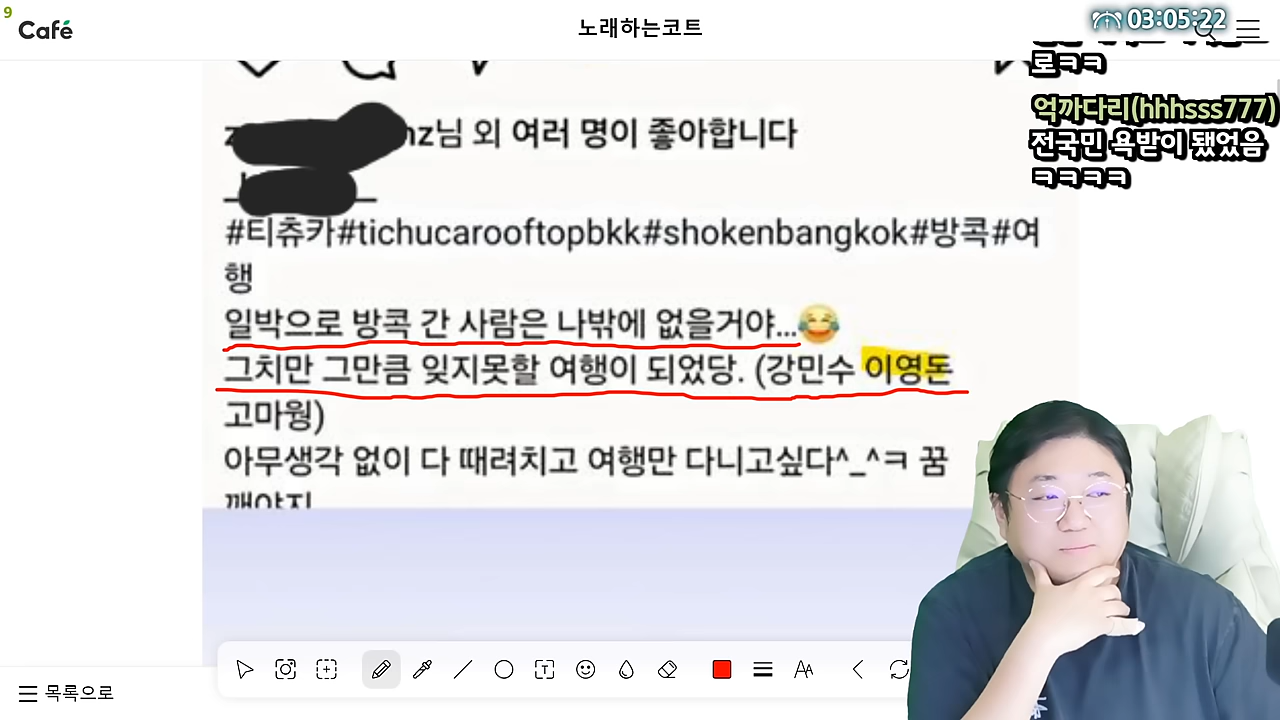 9
Café
노래하는코트
03:05:22
로ㅋㅋ
억까다리(hhhsss777)
전국민 욕받이 됐었음
ㅋㅋㅋㅋ
nz님 외 여러 명이 좋아합니다
#티츄카#tichucarooftopbkk#shokenbangkok#방콕#여
행
일박으로 방콕 간 사람은 나밖에 없을거야...😂
그치만 그만큼 잊지못할 여행이 되었당. (강민수 이영돈
고마웡)
아무생각 없이 다 때려치고 여행만 다니고싶다^_^ㅋ 꿈
깨야지
목록으로